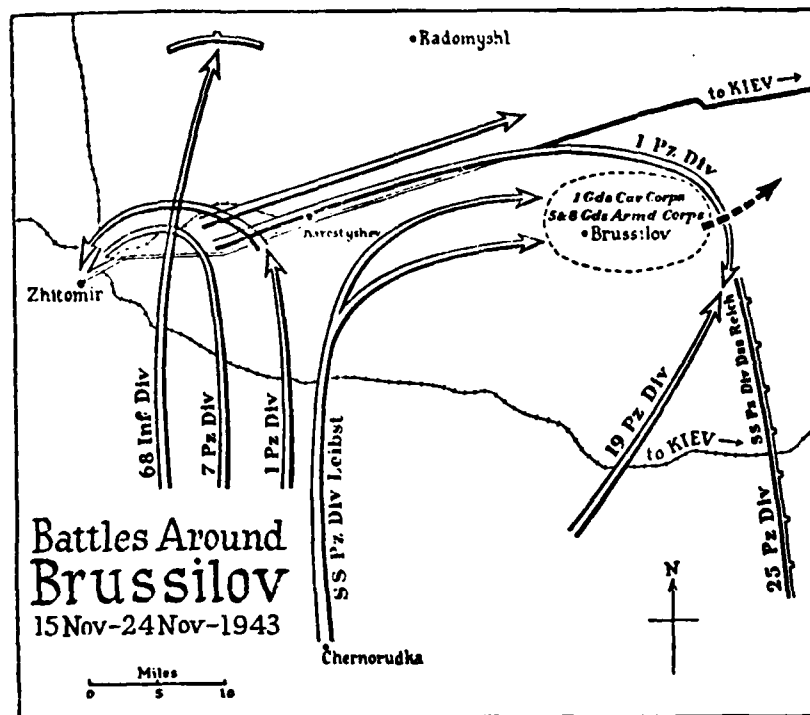 Radomyshl
to KIEV
1 Pz Div
1 Gds Cav Corps
5&8 Gds Armd Corps
Brussilov
Korostyshev
Zhitomir
68 Inf Div
7 Pz Div
1 Pz Div
SS Pz Div Leibst
19 Pz Div
to KIEV
SS Pz Div Das Reich
25 Pz Div
Battles Around
Brussilov
15 Nov-24 Nov-1943
Miles
0 5 10
Chernorudka
N